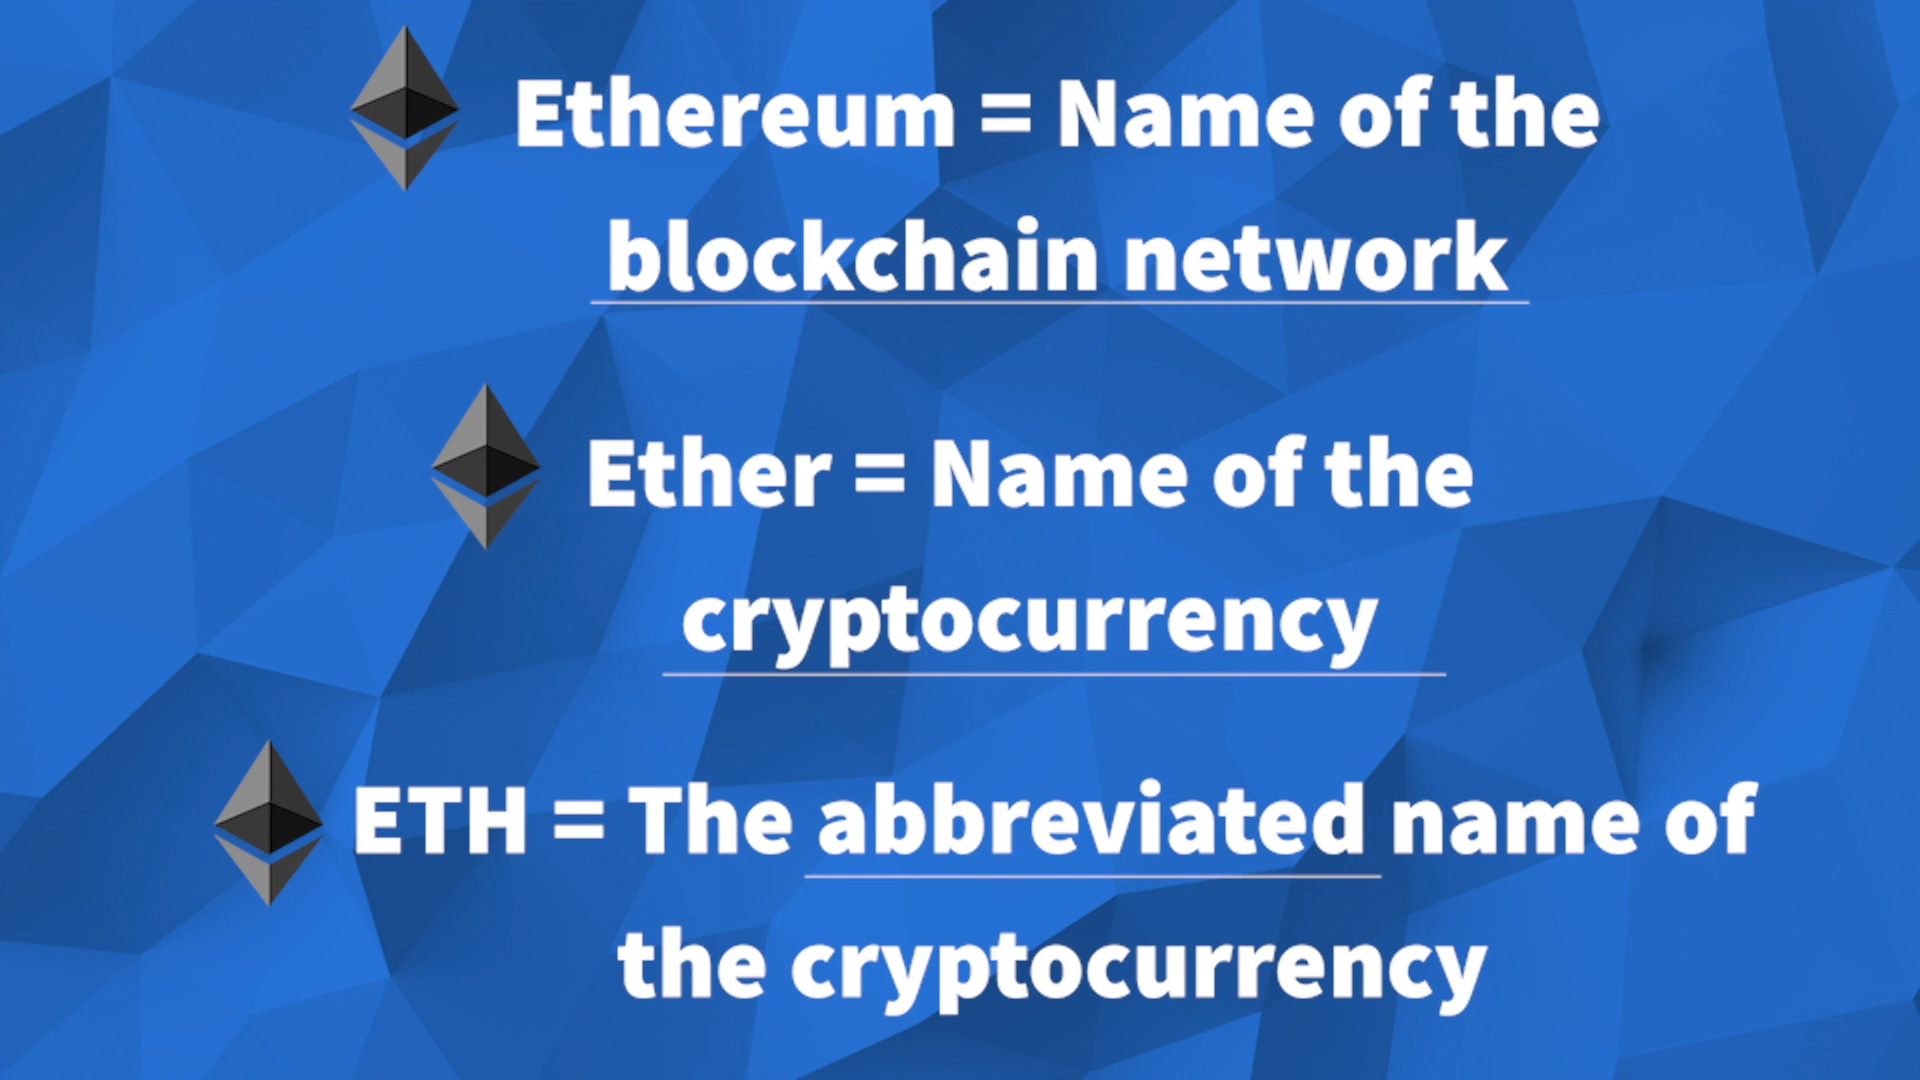 Ethereum = Name of the
blockchain network
Ether = Name of the
cryptocurrency
ETH = The abbreviated name of
the cryptocurrency